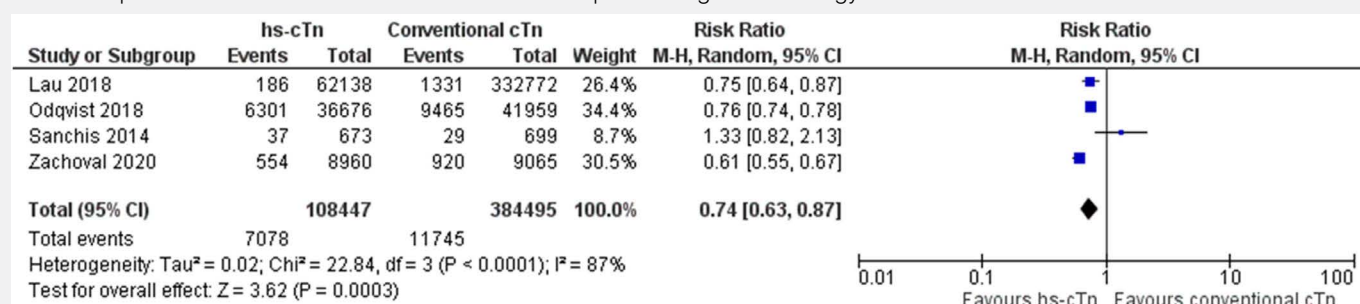 hs-cTn Conventional cTn Risk Ratio Risk Ratio
Study or Subgroup Events Total Events Total Weight M-H, Random, 95% CI M-H, Random, 95% CI
Lau 2018 186 62138 1331 332772 26.4% 0.75 [0.64, 0.87]
Odqvist 2018 6301 36676 9465 41959 34.4% 0.76 [0.74, 0.78]
Sanchis 2014 37 673 29 699 8.7% 1.33 [0.82, 2.13]
Zachoval 2020 554 8960 920 9065 30.5% 0.61 [0.55, 0.67]
Total (95% CI) 108447 384495 100.0% 0.74 [0.63, 0.87]
Total events 7078 11745
Heterogeneity: Tau² = 0.02; Chi² = 22.84, df = 3 (P < 0.0001); I² = 87%
Test for overall effect: Z = 3.62 (P = 0.0003)
0.01 0.1 1 10 100
Favours hs-cTn Favours conventional cTn